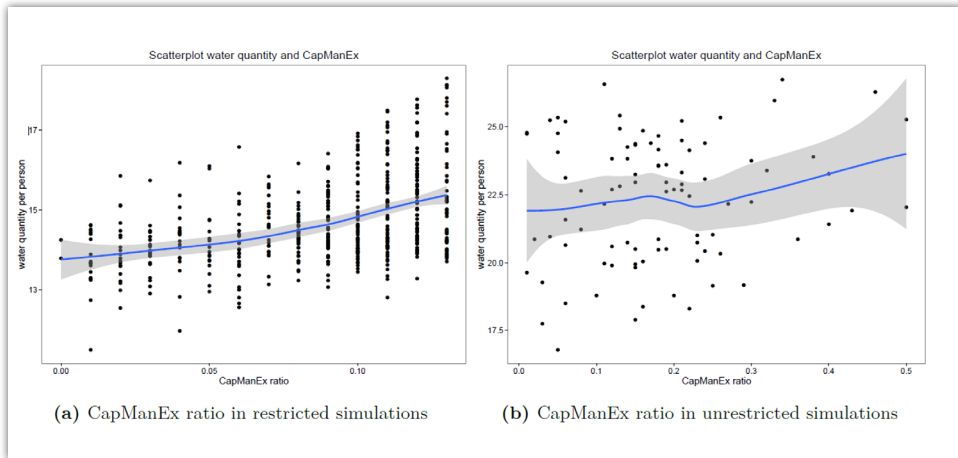 Scatterplot water quantity and CapManEx
water quantity per person
17
15
13
0.00
0.05
0.10
CapManEx ratio
(a) CapManEx ratio in restricted simulations
Scatterplot water quantity and CapManEx
water quantity per person
25.0
22.5
20.0
17.5
0.0
0.1
0.2
0.3
0.4
0.5
CapManEx ratio
(b) CapManEx ratio in unrestricted simulations